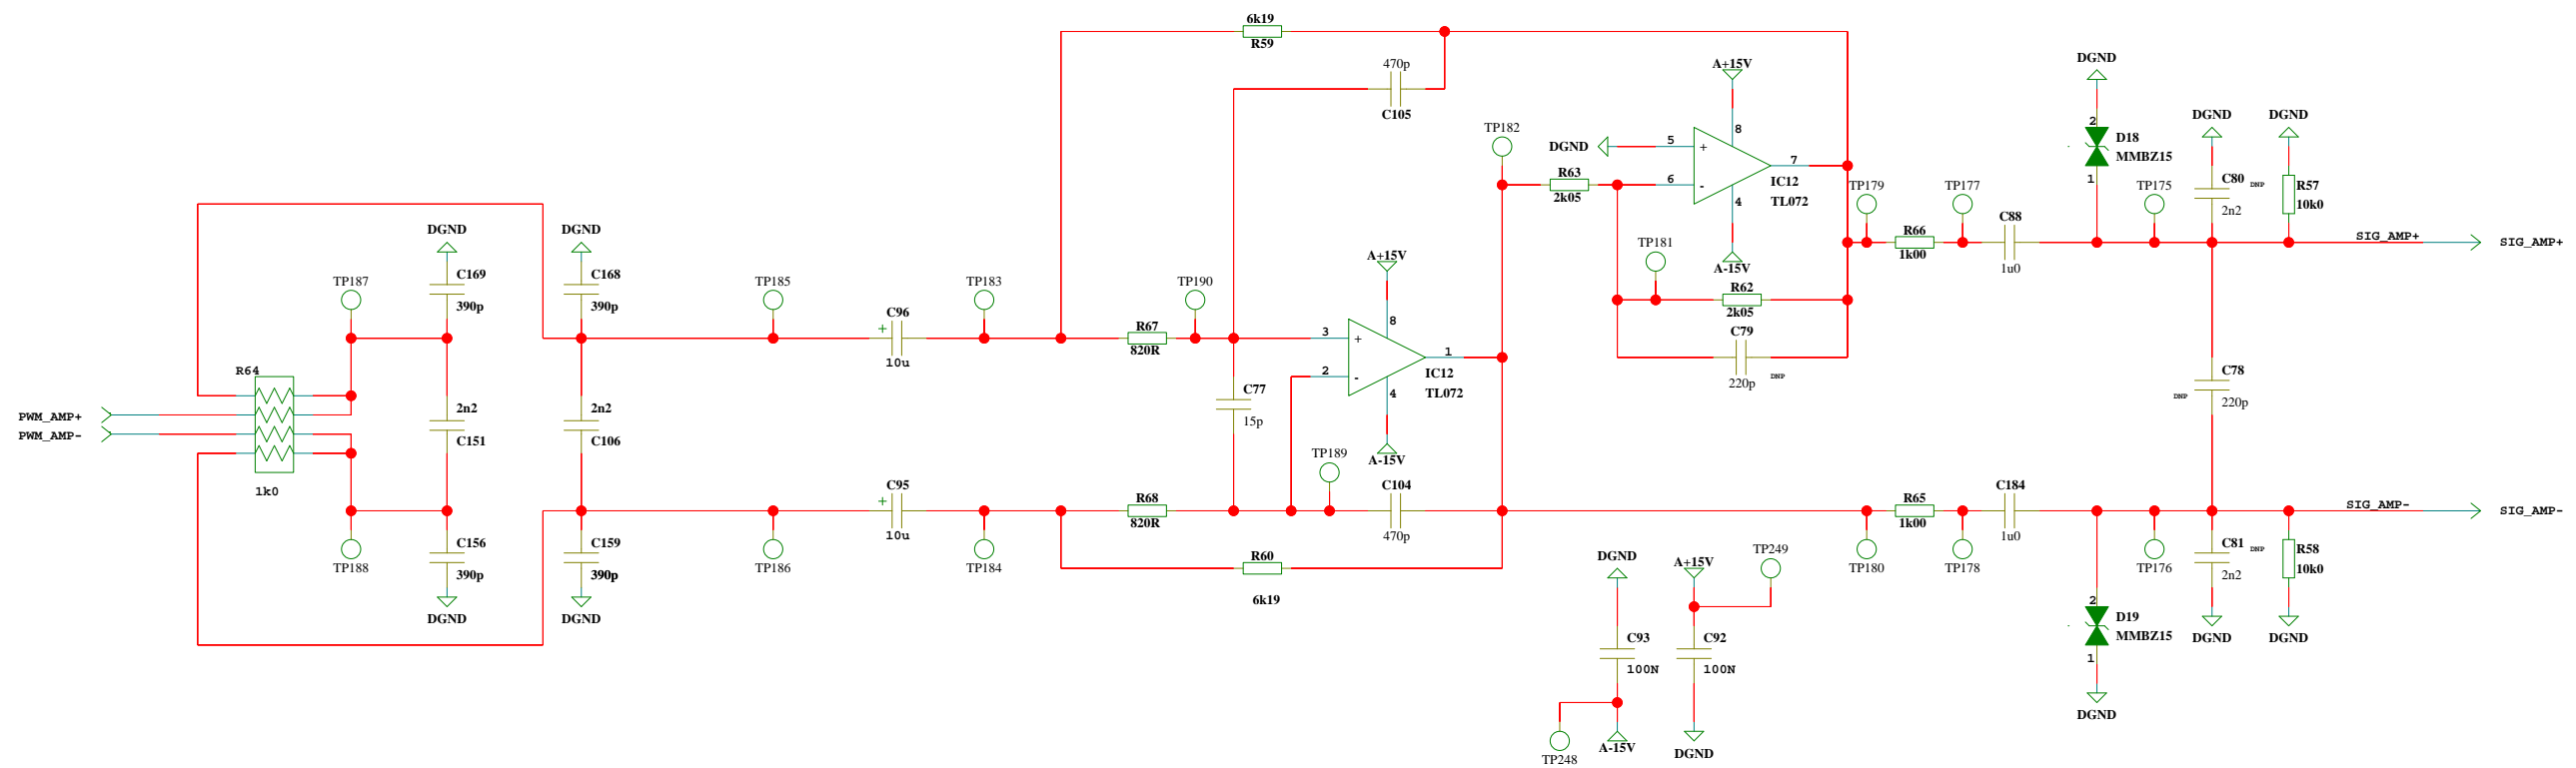 6k19
R59
470p
C105
A+15V
DGND
TP182
DGND
5
+
8
7
6
-
4
IC12
TL072
R63
2k05
A-15V
TP181
R62
2k05
C79
220p
DNP
TP179
R66
1k00
TP177
C88
1u0
DGND
2
D18
MMBZ15
1
TP175
DGND
C80
DNP
2n2
DGND
R57
10k0
SIG_AMP+
SIG_AMP+
DGND
C169
390p
DGND
C168
390p
TP187
TP185
C96
+
10u
TP183
R67
820R
TP190
A+15V
3
+
8
1
2
-
4
IC12
TL072
A-15V
C77
15p
R64
PWM_AMP+
PWM_AMP-
1k0
2n2
C151
2n2
C106
C78
DNP
220p
TP189
C104
470p
C95
+
10u
R68
820R
R60
6k19
TP188
C156
390p
DGND
C159
390p
DGND
TP186
TP184
R65
1k00
C184
1u0
TP180
TP178
TP176
SIG_AMP-
SIG_AMP-
2
D19
MMBZ15
1
DGND
C81
DNP
2n2
DGND
R58
10k0
DGND
DGND
C93
100N
TP248
A-15V
A+15V
TP249
C92
100N
DGND